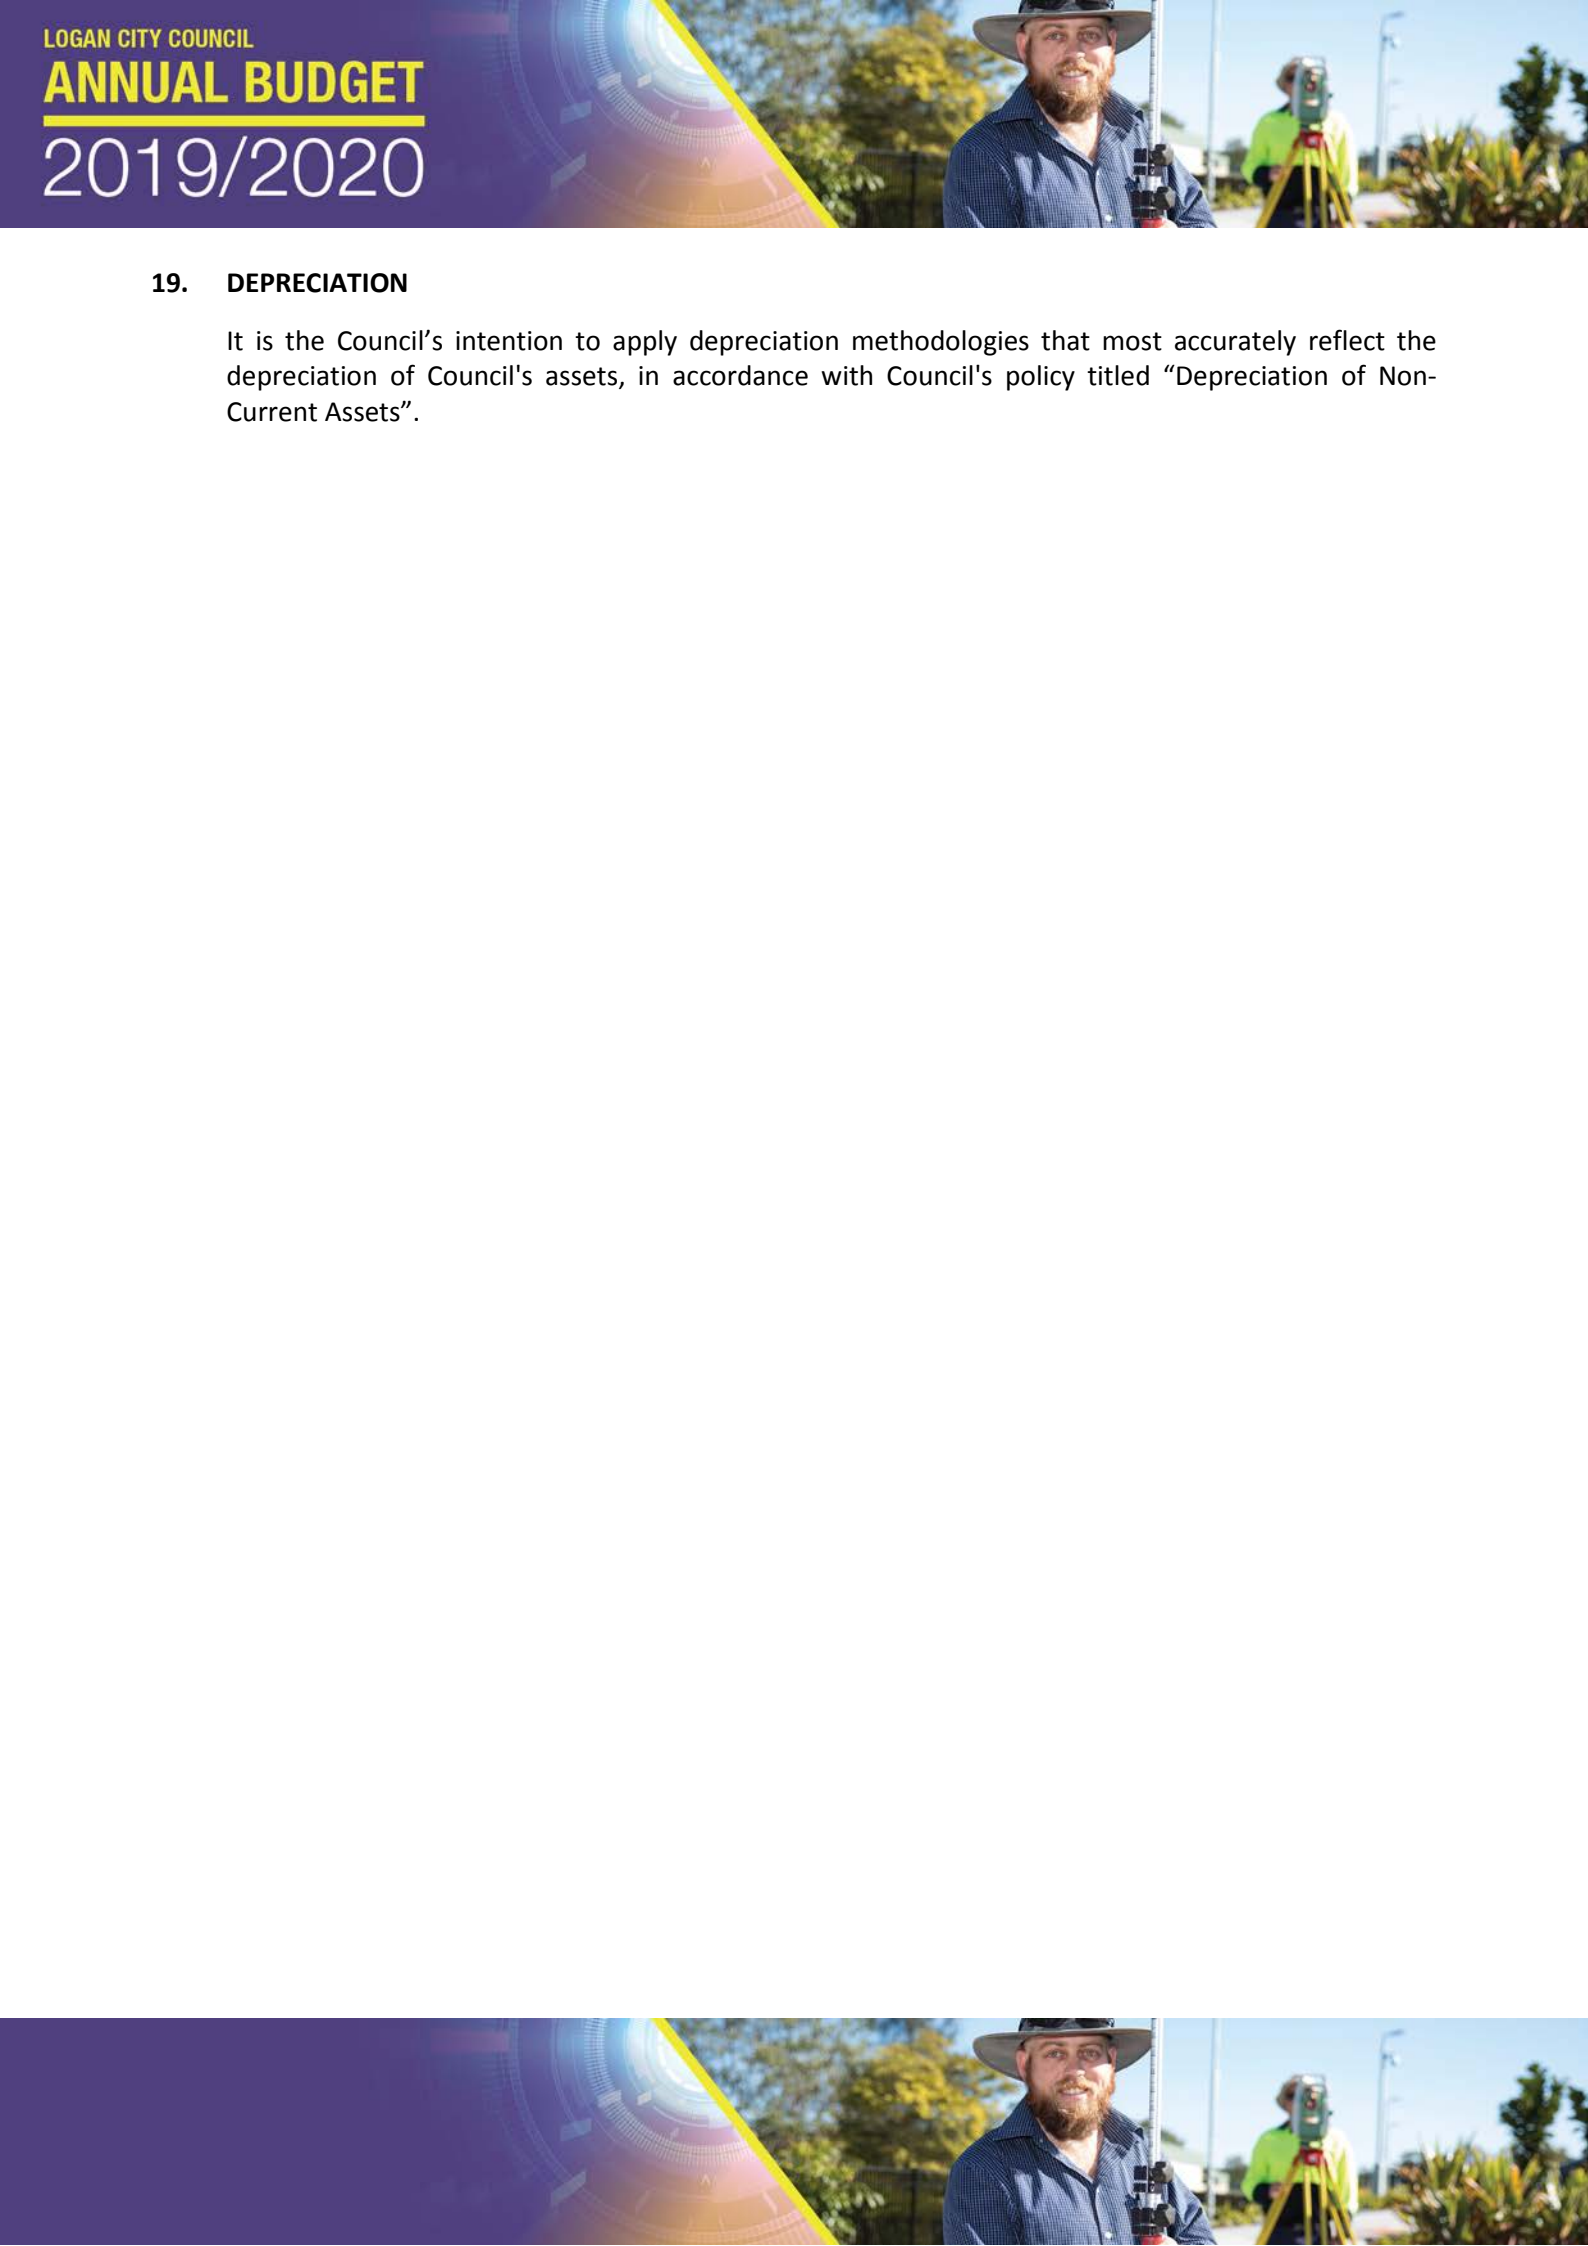 LOGAN CITY COUNCIL
ANNUAL BUDGET
2019/2020
19. DEPRECIATION
It is the Council’s intention to apply depreciation methodologies that most accurately reflect the
depreciation of Council's assets, in accordance with Council's policy titled “Depreciation of Non-
Current Assets”.